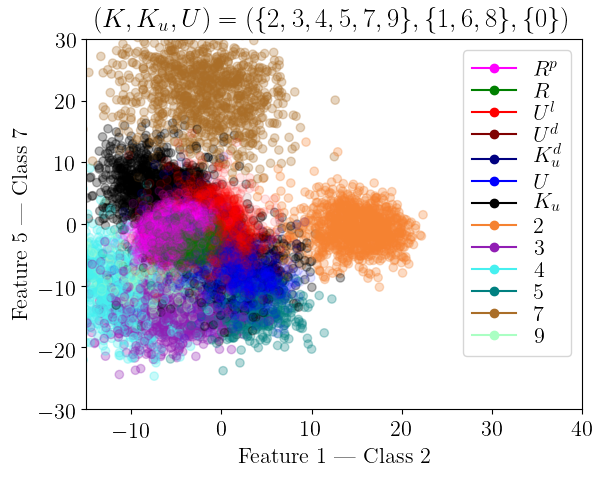 (K, K_u, U) = ({2, 3, 4, 5, 7, 9}, {1, 6, 8}, {0})
30
20
10
0
−10
−20
−30
Feature 5 — Class 7
−10
0
10
20
30
40
Feature 1 — Class 2
R^p
R
U^l
U^d
K_u^d
U
K_u
2
3
4
5
7
9